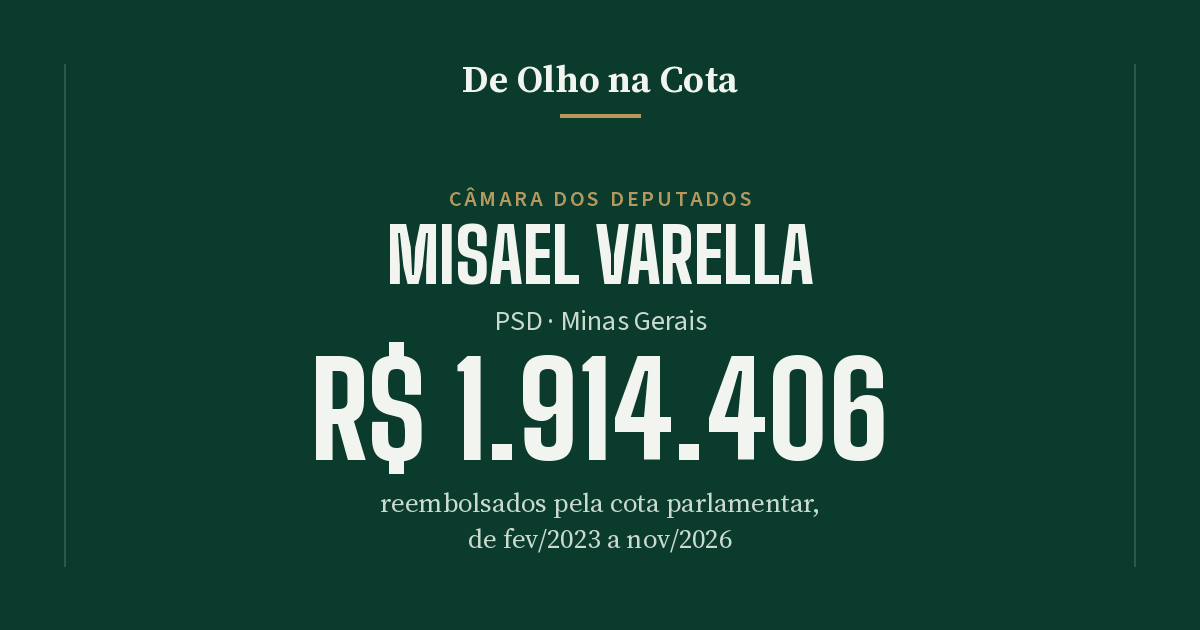 De Olho na Cota
CÂMARA DOS DEPUTADOS
MISAEL VARELLA
PSD · Minas Gerais
R$ 1.914.406
reembolsados pela cota parlamentar,
de fev/2023 a nov/2026